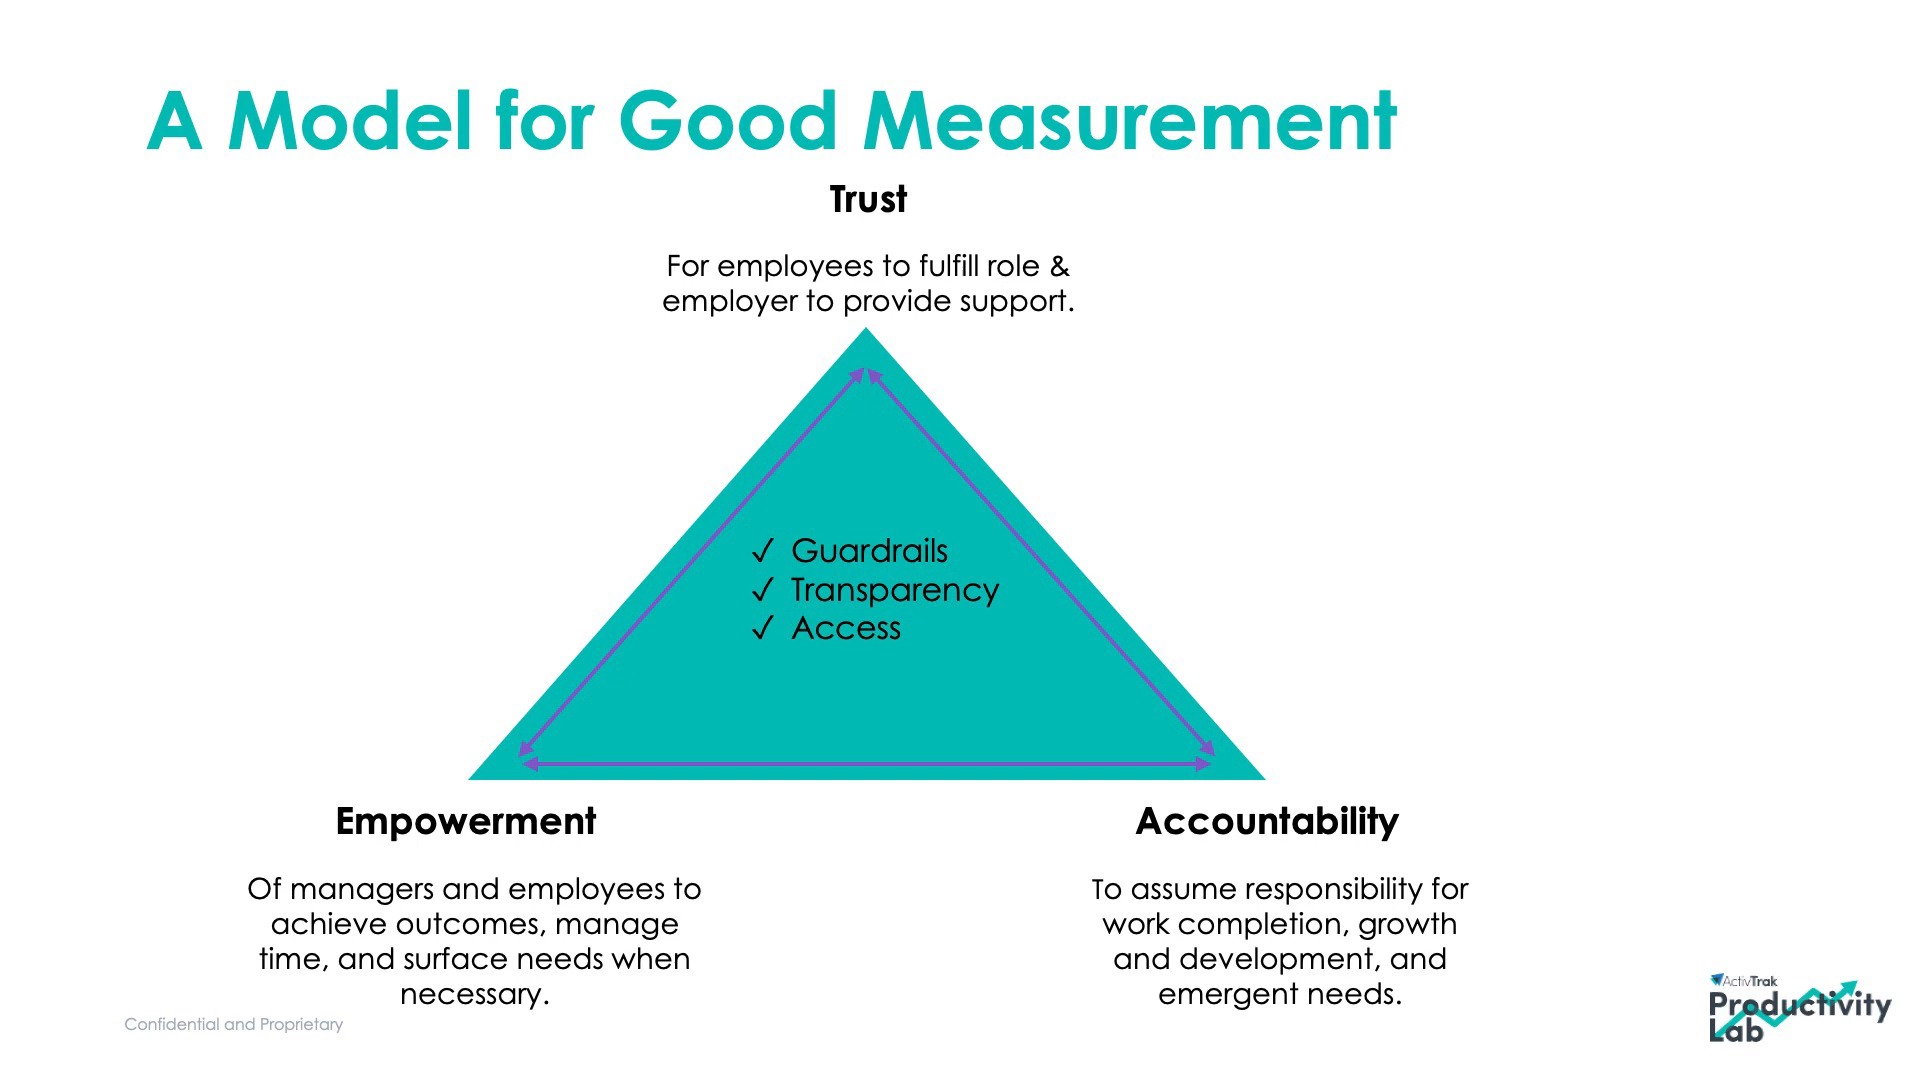 A Model for Good Measurement
Trust
For employees to fulfill role &
employer to provide support.
✓ Guardrails
✓ Transparency
✓ Access
Empowerment
Of managers and employees to
achieve outcomes, manage
time, and surface needs when
necessary.
Accountability
To assume responsibility for
work completion, growth
and development, and
emergent needs.
Confidential and Proprietary
ActivTrak
Productivity
Lab